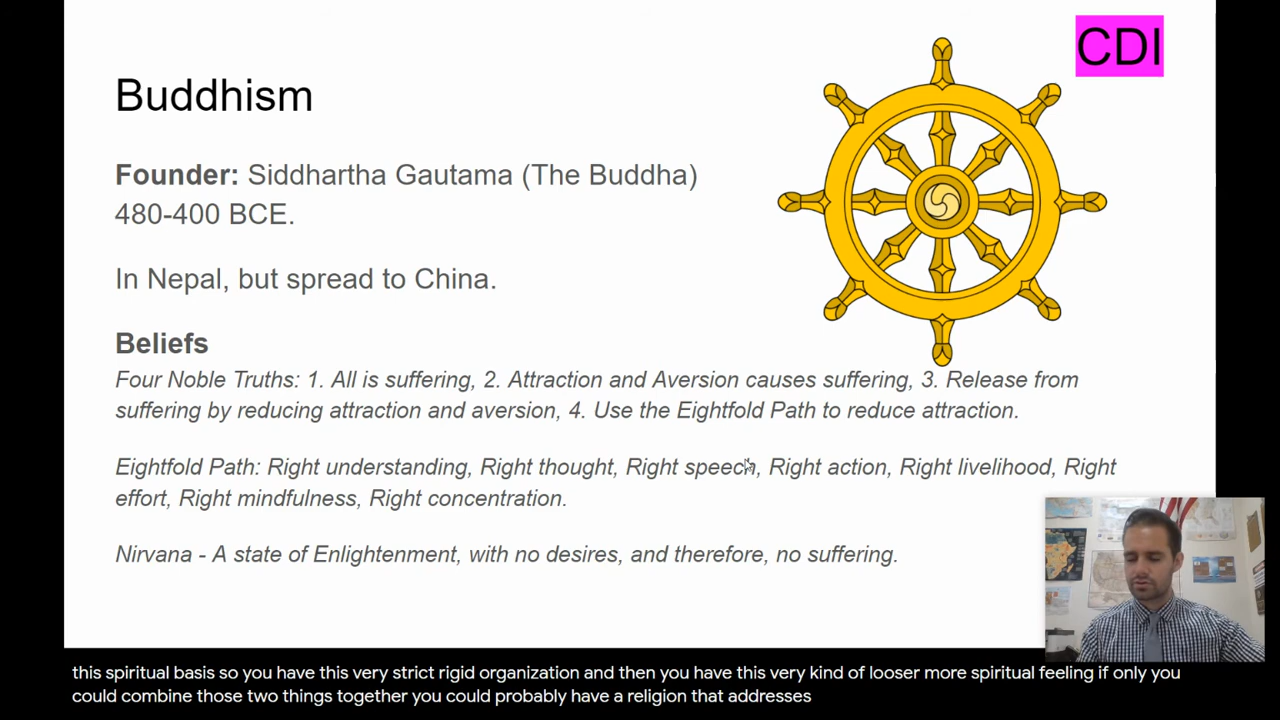 CDI
Buddhism
Founder: Siddhartha Gautama (The Buddha)
480-400 BCE.
In Nepal, but spread to China.
Beliefs
Four Noble Truths: 1. All is suffering, 2. Attraction and Aversion causes suffering, 3. Release from
suffering by reducing attraction and aversion, 4. Use the Eightfold Path to reduce attraction.
Eightfold Path: Right understanding, Right thought, Right speech, Right action, Right livelihood, Right
effort, Right mindfulness, Right concentration.
Nirvana - A state of Enlightenment, with no desires, and therefore, no suffering.
this spiritual basis so you have this very strict rigid organization and then you have this very kind of looser more spiritual feeling if only you
could combine those two things together you could probably have a religion that addresses